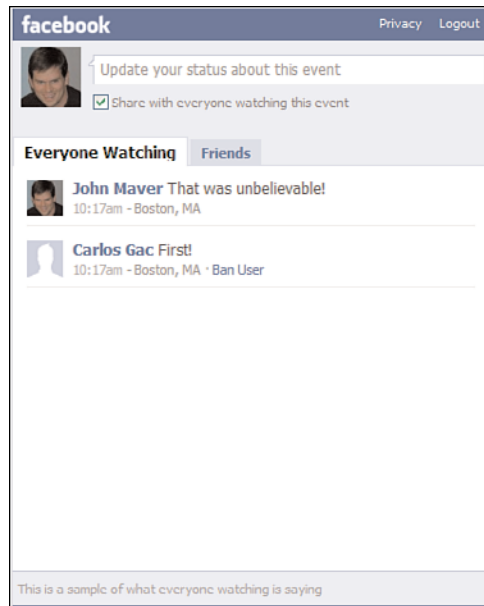 facebook
Privacy Logout
Update your status about this event
Share with everyone watching this event
Everyone Watching Friends
John Maver That was unbelievable!
10:17am - Boston, MA
Carlos Gac First!
10:17am - Boston, MA · Ban User
This is a sample of what everyone watching is saying